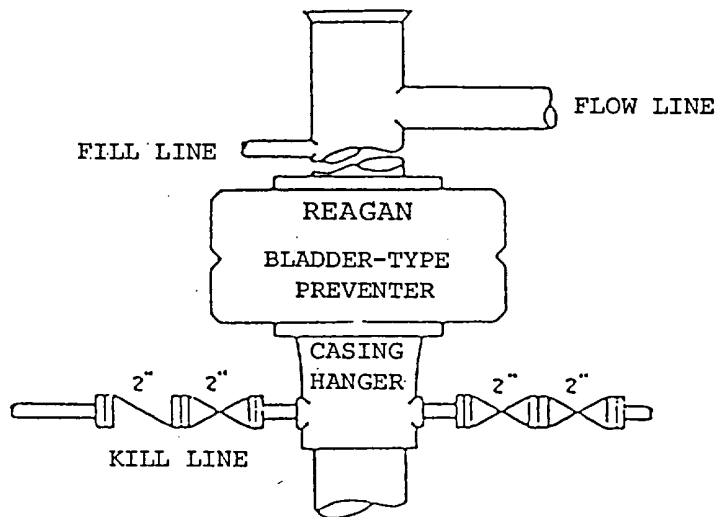 FLOW LINE
FILL LINE
REAGAN
BLADDER-TYPE
PREVENTER
CASING
HANGER
2" 2" 2" 2"
KILL LINE